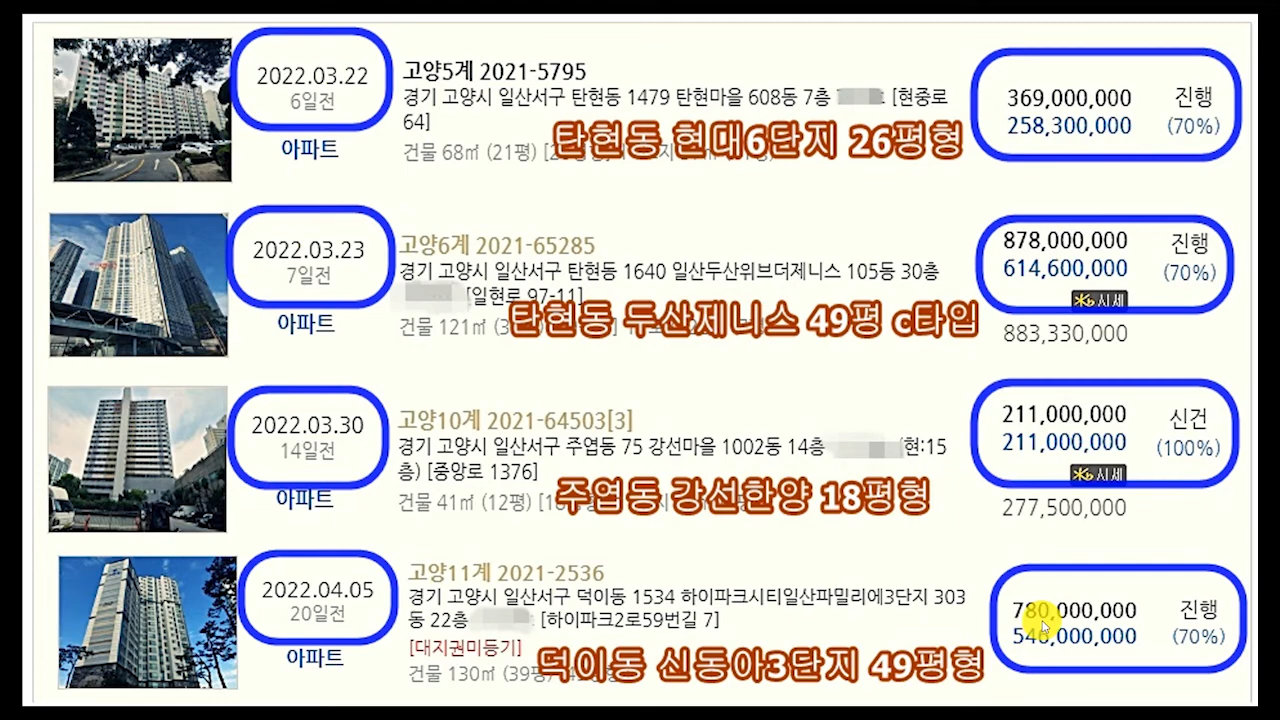 2022.03.22
6일전
아파트
고양5계 2021-5795
경기 고양시 일산서구 탄현동 1479 탄현마을 608동 7층 [현중로
64]
건물 68㎡ (21평)
탄현동 현대6단지 26평형
369,000,000 진행
258,300,000 (70%)
2022.03.23
7일전
아파트
고양6계 2021-65285
경기 고양시 일산서구 탄현동 1640 일산두산위브더제니스 105동 30층
[일현로 97-11]
건물 121㎡
탄현동 두산제니스 49평 c타입
878,000,000 진행
614,600,000 (70%)
KB시세
883,330,000
2022.03.30
14일전
아파트
고양10계 2021-64503[3]
경기 고양시 일산서구 주엽동 75 강선마을 1002동 14층 (현:15
층) [중앙로 1376]
건물 41㎡ (12평)
주엽동 강선한양 18평형
211,000,000 신건
211,000,000 (100%)
KB시세
277,500,000
2022.04.05
20일전
아파트
고양11계 2021-2536
경기 고양시 일산서구 덕이동 1534 하이파크시티일산파밀리에3단지 303
동 22층 [하이파크2로59번길 7]
[대지권미등기]
건물 130㎡ (39평)
덕이동 신동아3단지 49평형
780,000,000 진행
546,000,000 (70%)